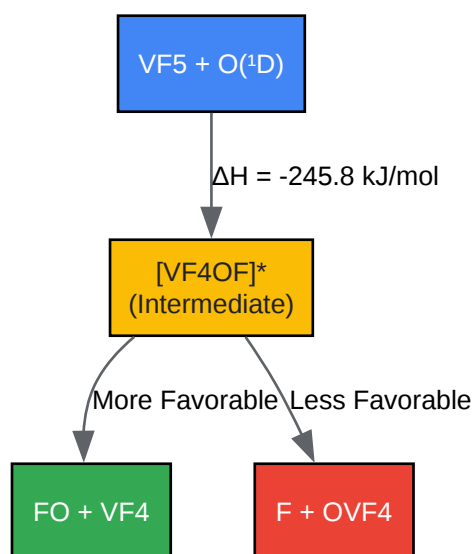 VF5 + O(¹D)
ΔH = -245.8 kJ/mol
[VF4OF]*
(Intermediate)
More Favorable
Less Favorable
FO + VF4
F + OVF4